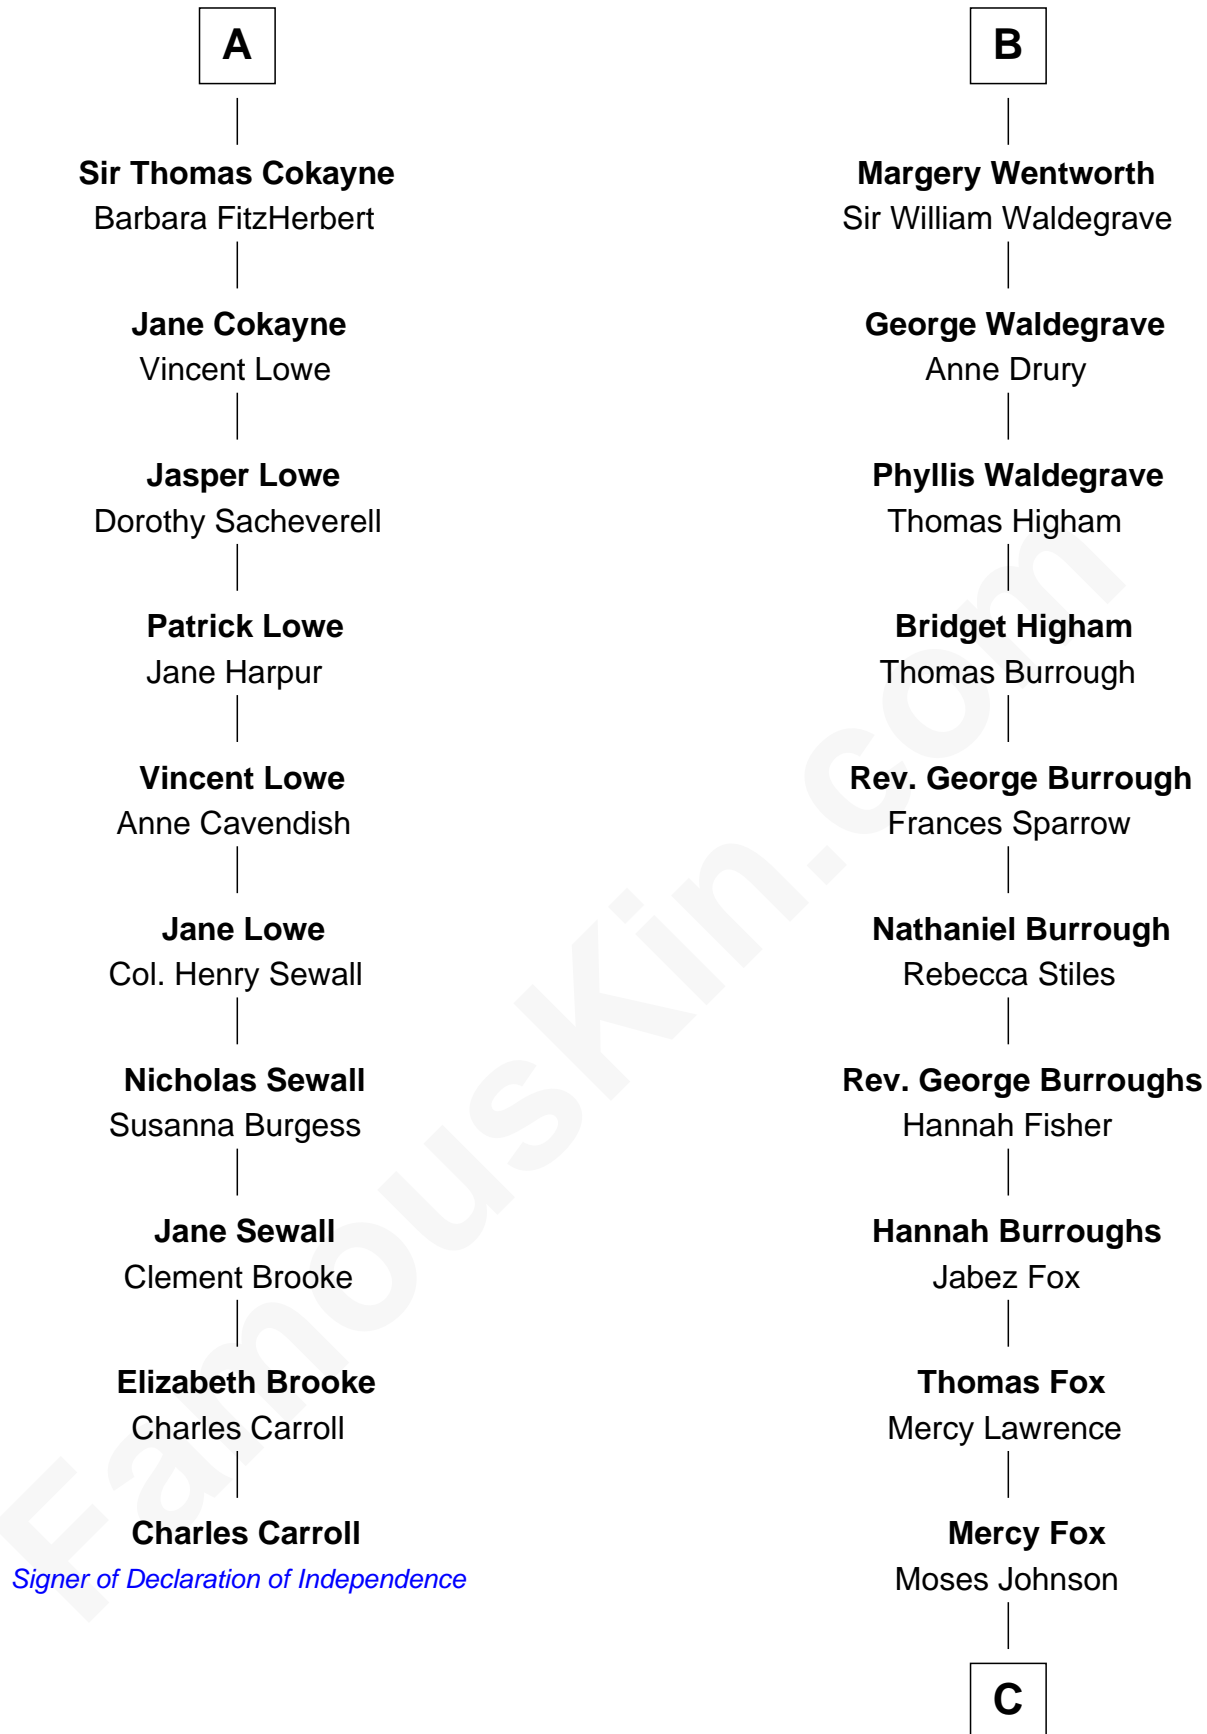 A
Sir Thomas Cokayne
Barbara FitzHerbert
Jane Cokayne
Vincent Lowe
Jasper Lowe
Dorothy Sacheverell
Patrick Lowe
Jane Harpur
Vincent Lowe
Anne Cavendish
Jane Lowe
Col. Henry Sewall
Nicholas Sewall
Susanna Burgess
Jane Sewall
Clement Brooke
Elizabeth Brooke
Charles Carroll
Charles Carroll
Signer of Declaration of Independence
B
Margery Wentworth
Sir William Waldegrave
George Waldegrave
Anne Drury
Phyllis Waldegrave
Thomas Higham
Bridget Higham
Thomas Burrough
Rev. George Burrough
Frances Sparrow
Nathaniel Burrough
Rebecca Stiles
Rev. George Burroughs
Hannah Fisher
Hannah Burroughs
Jabez Fox
Thomas Fox
Mercy Lawrence
Mercy Fox
Moses Johnson
C
FamousKin.com